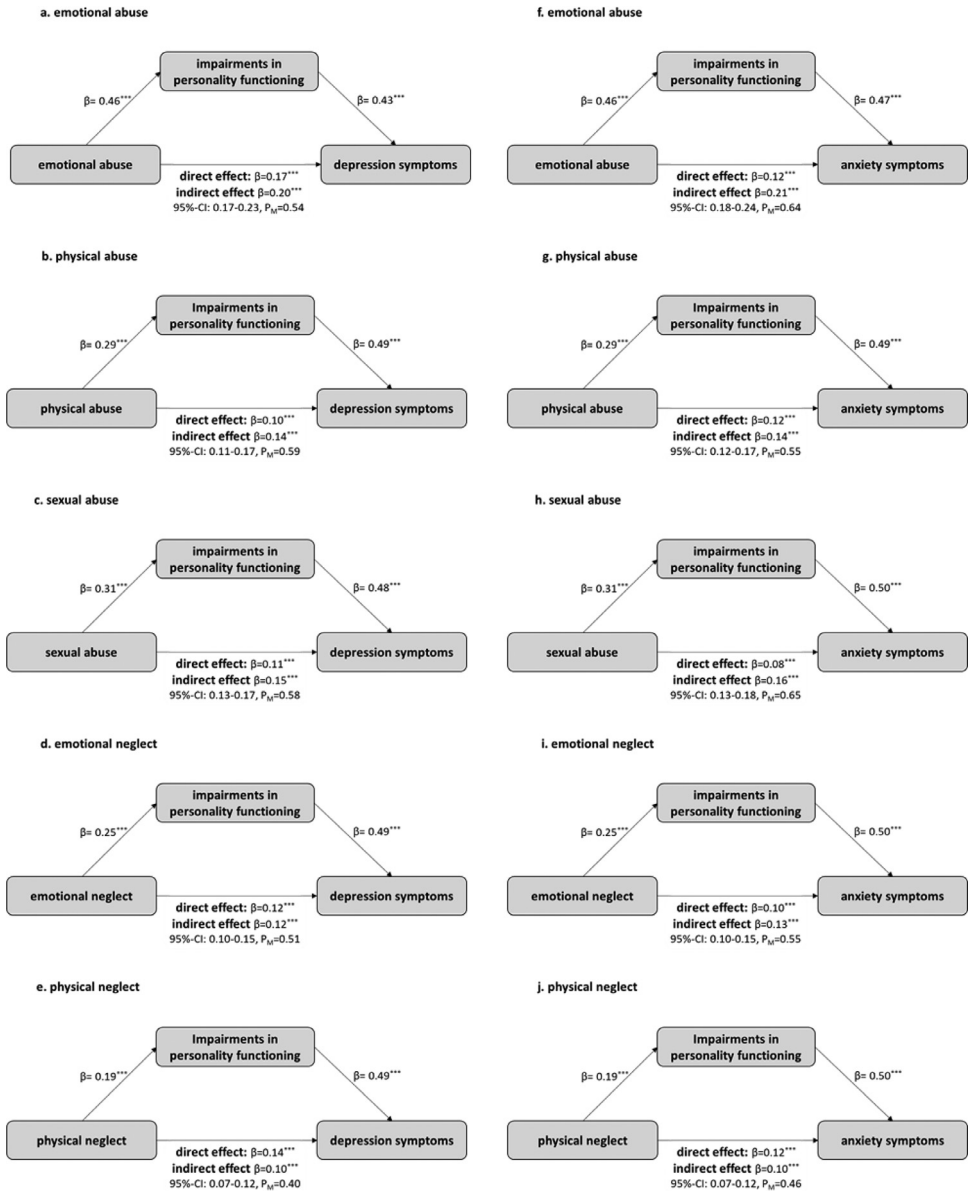 a. emotional abuse
impairments in
personality functioning
β= 0.46***
β= 0.43***
emotional abuse
depression symptoms
direct effect: β=0.17***
indirect effect β=0.20***
95%-CI: 0.17-0.23, PM=0.54
b. physical abuse
Impairments in
personality functioning
β= 0.29***
β= 0.49***
physical abuse
depression symptoms
direct effect: β=0.10***
indirect effect β=0.14***
95%-CI: 0.11-0.17, PM=0.59
c. sexual abuse
impairments in
personality functioning
β= 0.31***
β= 0.48***
sexual abuse
depression symptoms
direct effect: β=0.11***
indirect effect β=0.15***
95%-CI: 0.13-0.17, PM=0.58
d. emotional neglect
impairments in
personality functioning
β= 0.25***
β= 0.49***
emotional neglect
depression symptoms
direct effect: β=0.12***
indirect effect β=0.12***
95%-CI: 0.10-0.15, PM=0.51
e. physical neglect
Impairments in
personality functioning
β= 0.19***
β= 0.49***
physical neglect
depression symptoms
direct effect: β=0.14***
indirect effect β=0.10***
95%-CI: 0.07-0.12, PM=0.40
f. emotional abuse
impairments in
personality functioning
β= 0.46***
β= 0.47***
emotional abuse
anxiety symptoms
direct effect: β=0.12***
indirect effect β=0.21***
95%-CI: 0.18-0.24, PM=0.64
g. physical abuse
Impairments in
personality functioning
β= 0.29***
β= 0.49***
physical abuse
anxiety symptoms
direct effect: β=0.12***
indirect effect β=0.14***
95%-CI: 0.12-0.17, PM=0.55
h. sexual abuse
impairments in
personality functioning
β= 0.31***
β= 0.50***
sexual abuse
anxiety symptoms
direct effect: β=0.08***
indirect effect β=0.16***
95%-CI: 0.13-0.18, PM=0.65
i. emotional neglect
impairments in
personality functioning
β= 0.25***
β= 0.50***
emotional neglect
anxiety symptoms
direct effect: β=0.10***
indirect effect β=0.13***
95%-CI: 0.10-0.15, PM=0.55
j. physical neglect
Impairments in
personality functioning
β= 0.19***
β= 0.50***
physical neglect
anxiety symptoms
direct effect: β=0.12***
indirect effect β=0.10***
95%-CI: 0.07-0.12, PM=0.46